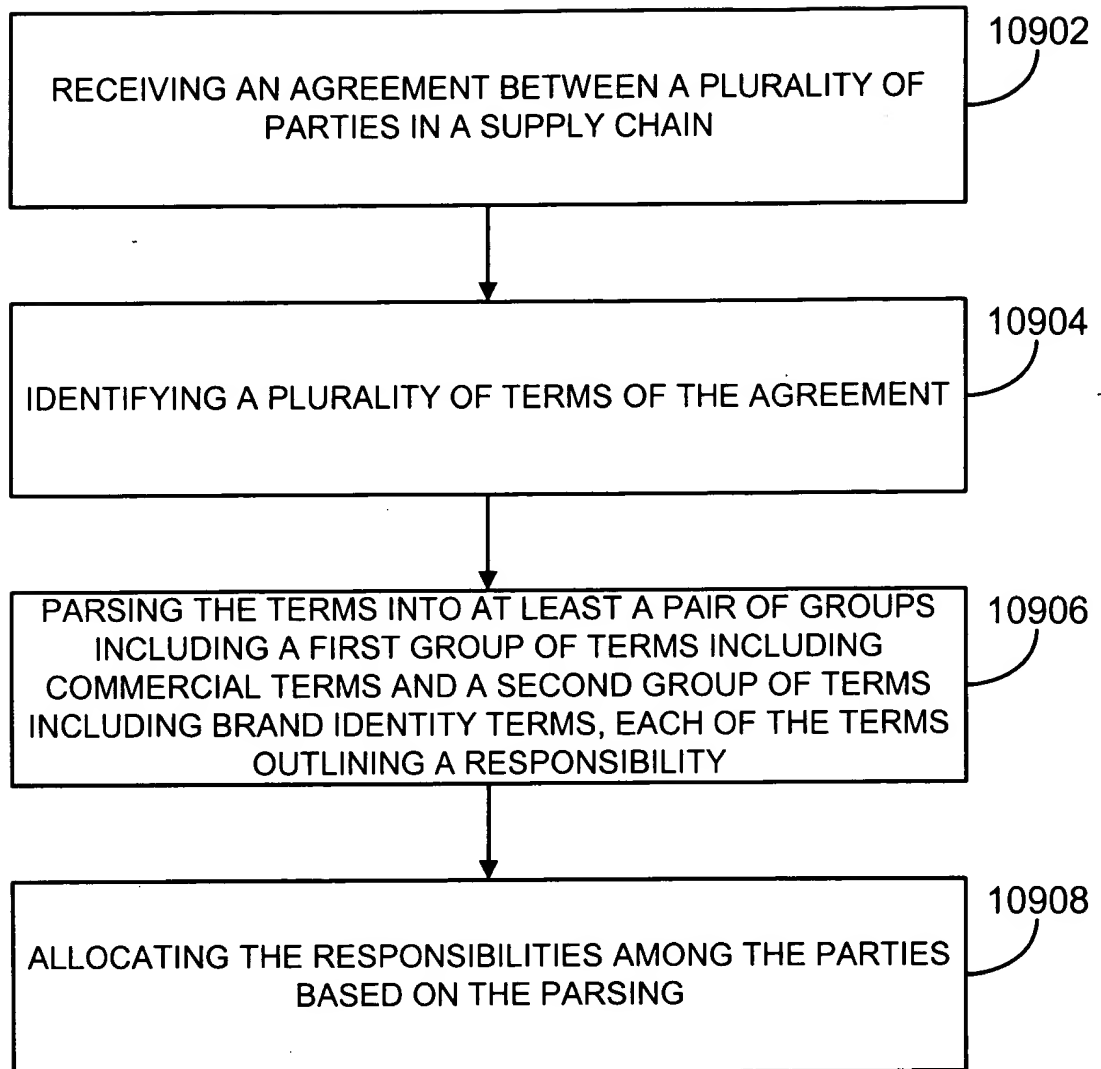 10902
RECEIVING AN AGREEMENT BETWEEN A PLURALITY OF
PARTIES IN A SUPPLY CHAIN
10904
IDENTIFYING A PLURALITY OF TERMS OF THE AGREEMENT
10906
PARSING THE TERMS INTO AT LEAST A PAIR OF GROUPS
INCLUDING A FIRST GROUP OF TERMS INCLUDING
COMMERCIAL TERMS AND A SECOND GROUP OF TERMS
INCLUDING BRAND IDENTITY TERMS, EACH OF THE TERMS
OUTLINING A RESPONSIBILITY
10908
ALLOCATING THE RESPONSIBILITIES AMONG THE PARTIES
BASED ON THE PARSING